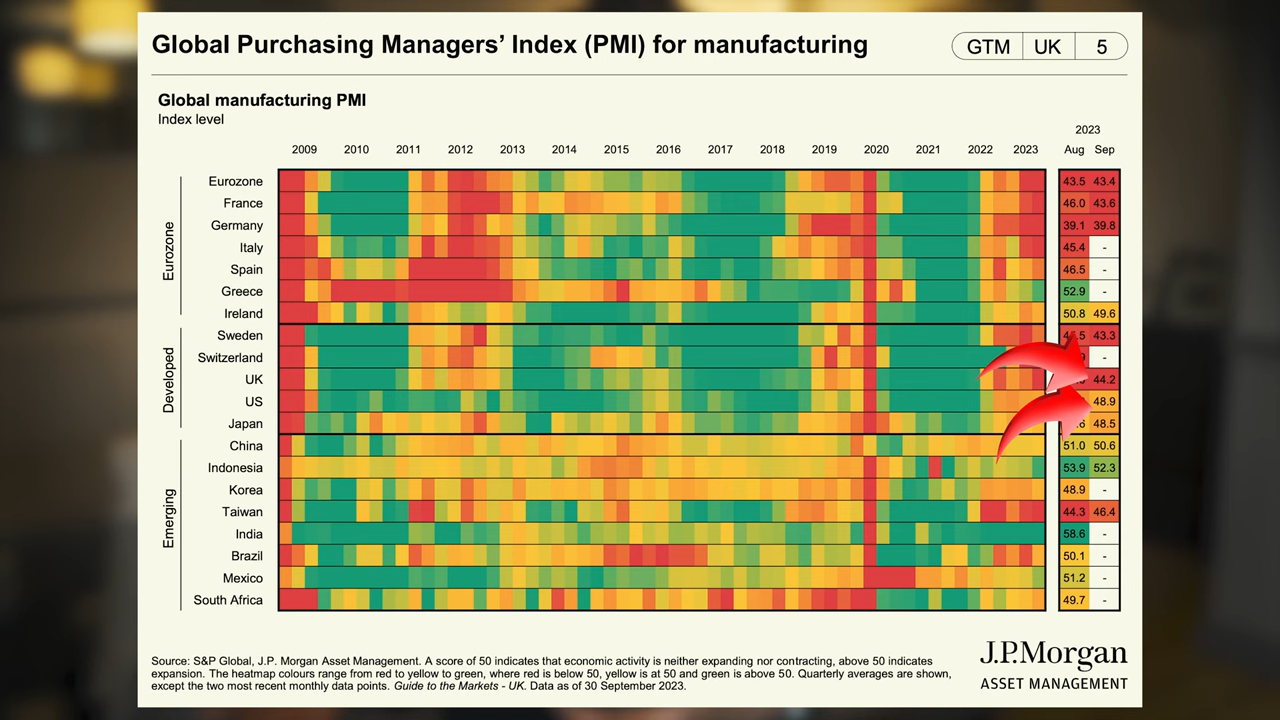 Global Purchasing Managers’ Index (PMI) for manufacturing
GTM UK 5
Global manufacturing PMI
Index level
2023
2009 2010 2011 2012 2013 2014 2015 2016 2017 2018 2019 2020 2021 2022 2023 Aug Sep
Eurozone
Eurozone 43.5 43.4
France 46.0 43.6
Germany 39.1 39.8
Italy 45.4 -
Spain 46.5 -
Greece 52.9 -
Ireland 50.8 49.6
Developed
Sweden 43.3
Switzerland -
UK 44.2
US 48.9
Japan 48.5
Emerging
China 51.0 50.6
Indonesia 53.9 52.3
Korea 48.9 -
Taiwan 44.3 46.4
India 58.6 -
Brazil 50.1 -
Mexico 51.2 -
South Africa 49.7 -
Source: S&P Global, J.P. Morgan Asset Management. A score of 50 indicates that economic activity is neither expanding nor contracting, above 50 indicates
expansion. The heatmap colours range from red to yellow to green, where red is below 50, yellow is at 50 and green is above 50. Quarterly averages are shown,
except the two most recent monthly data points. Guide to the Markets - UK. Data as of 30 September 2023.
J.P.Morgan
ASSET MANAGEMENT